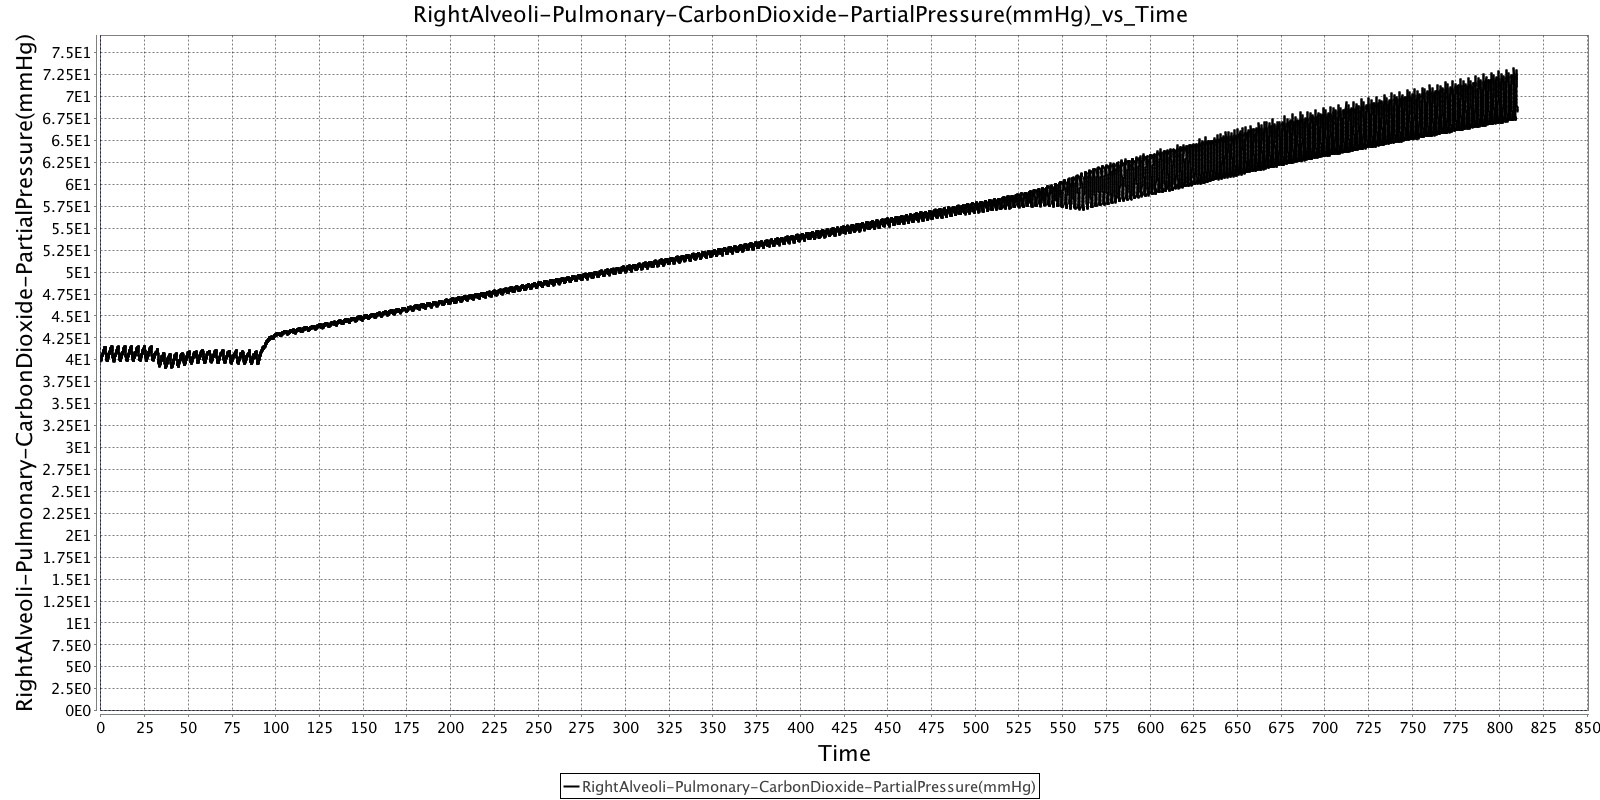 RightAlveoli-Pulmonary-CarbonDioxide-PartialPressure(mmHg)_vs_Time
RightAlveoli-Pulmonary-CarbonDioxide-PartialPressure(mmHg)
7.5E1
7.25E1
7E1
6.75E1
6.5E1
6.25E1
6E1
5.75E1
5.5E1
5.25E1
5E1
4.75E1
4.5E1
4.25E1
4E1
3.75E1
3.5E1
3.25E1
3E1
2.75E1
2.5E1
2.25E1
2E1
1.75E1
1.5E1
1.25E1
1E1
7.5E0
5E0
2.5E0
0E0
0 25 50 75 100 125 150 175 200 225 250 275 300 325 350 375 400 425 450 475 500 525 550 575 600 625 650 675 700 725 750 775 800 825 850
Time
RightAlveoli-Pulmonary-CarbonDioxide-PartialPressure(mmHg)